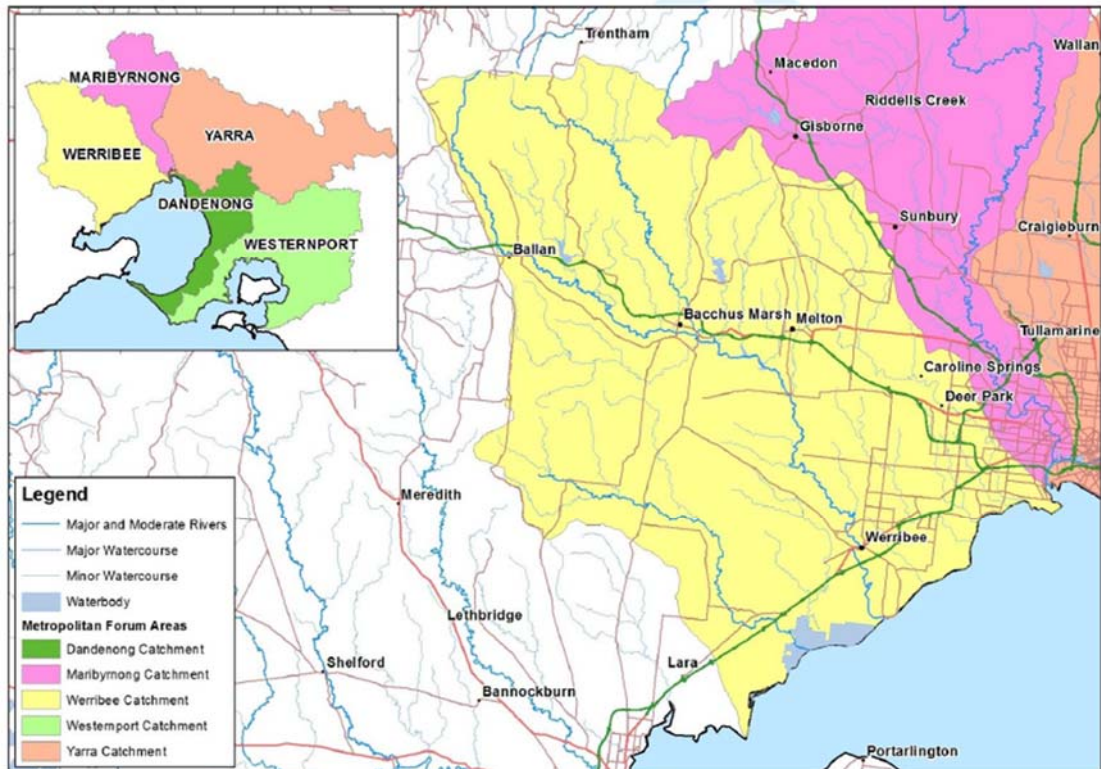 MARIBYRNONG
YARRA
WERRIBEE
DANDENONG
WESTERNPORT
Trentham
Wallan
Macedon
Riddells Creek
Gisborne
Sunbury
Craigieburn
Ballan
Bacchus Marsh
Melton
Tullamarine
Caroline Springs
Deer Park
Meredith
Werribee
Lethbridge
Shelford
Lara
Bannockburn
Portarlington
Legend
Major and Moderate Rivers
Major Watercourse
Minor Watercourse
Waterbody
Metropolitan Forum Areas
Dandenong Catchment
Maribyrnong Catchment
Werribee Catchment
Westernport Catchment
Yarra Catchment